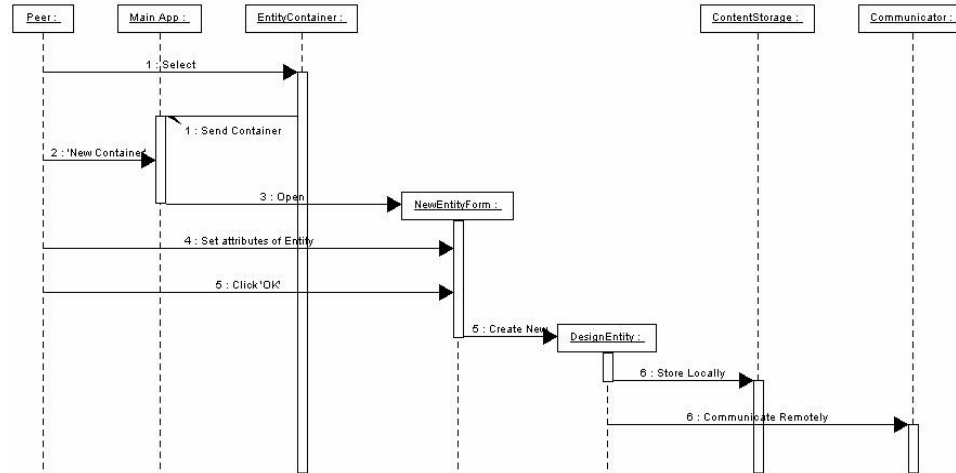 Peer :
Main App :
EntityContainer :
ContentStorage :
Communicator :
1 : Select
1 : Send Container
2 : 'New Container'
3 : Open
NewEntityForm :
4 : Set attributes of Entity
5 : Click 'OK'
5 : Create New
DesignEntity :
6 : Store Locally
6 : Communicate Remotely